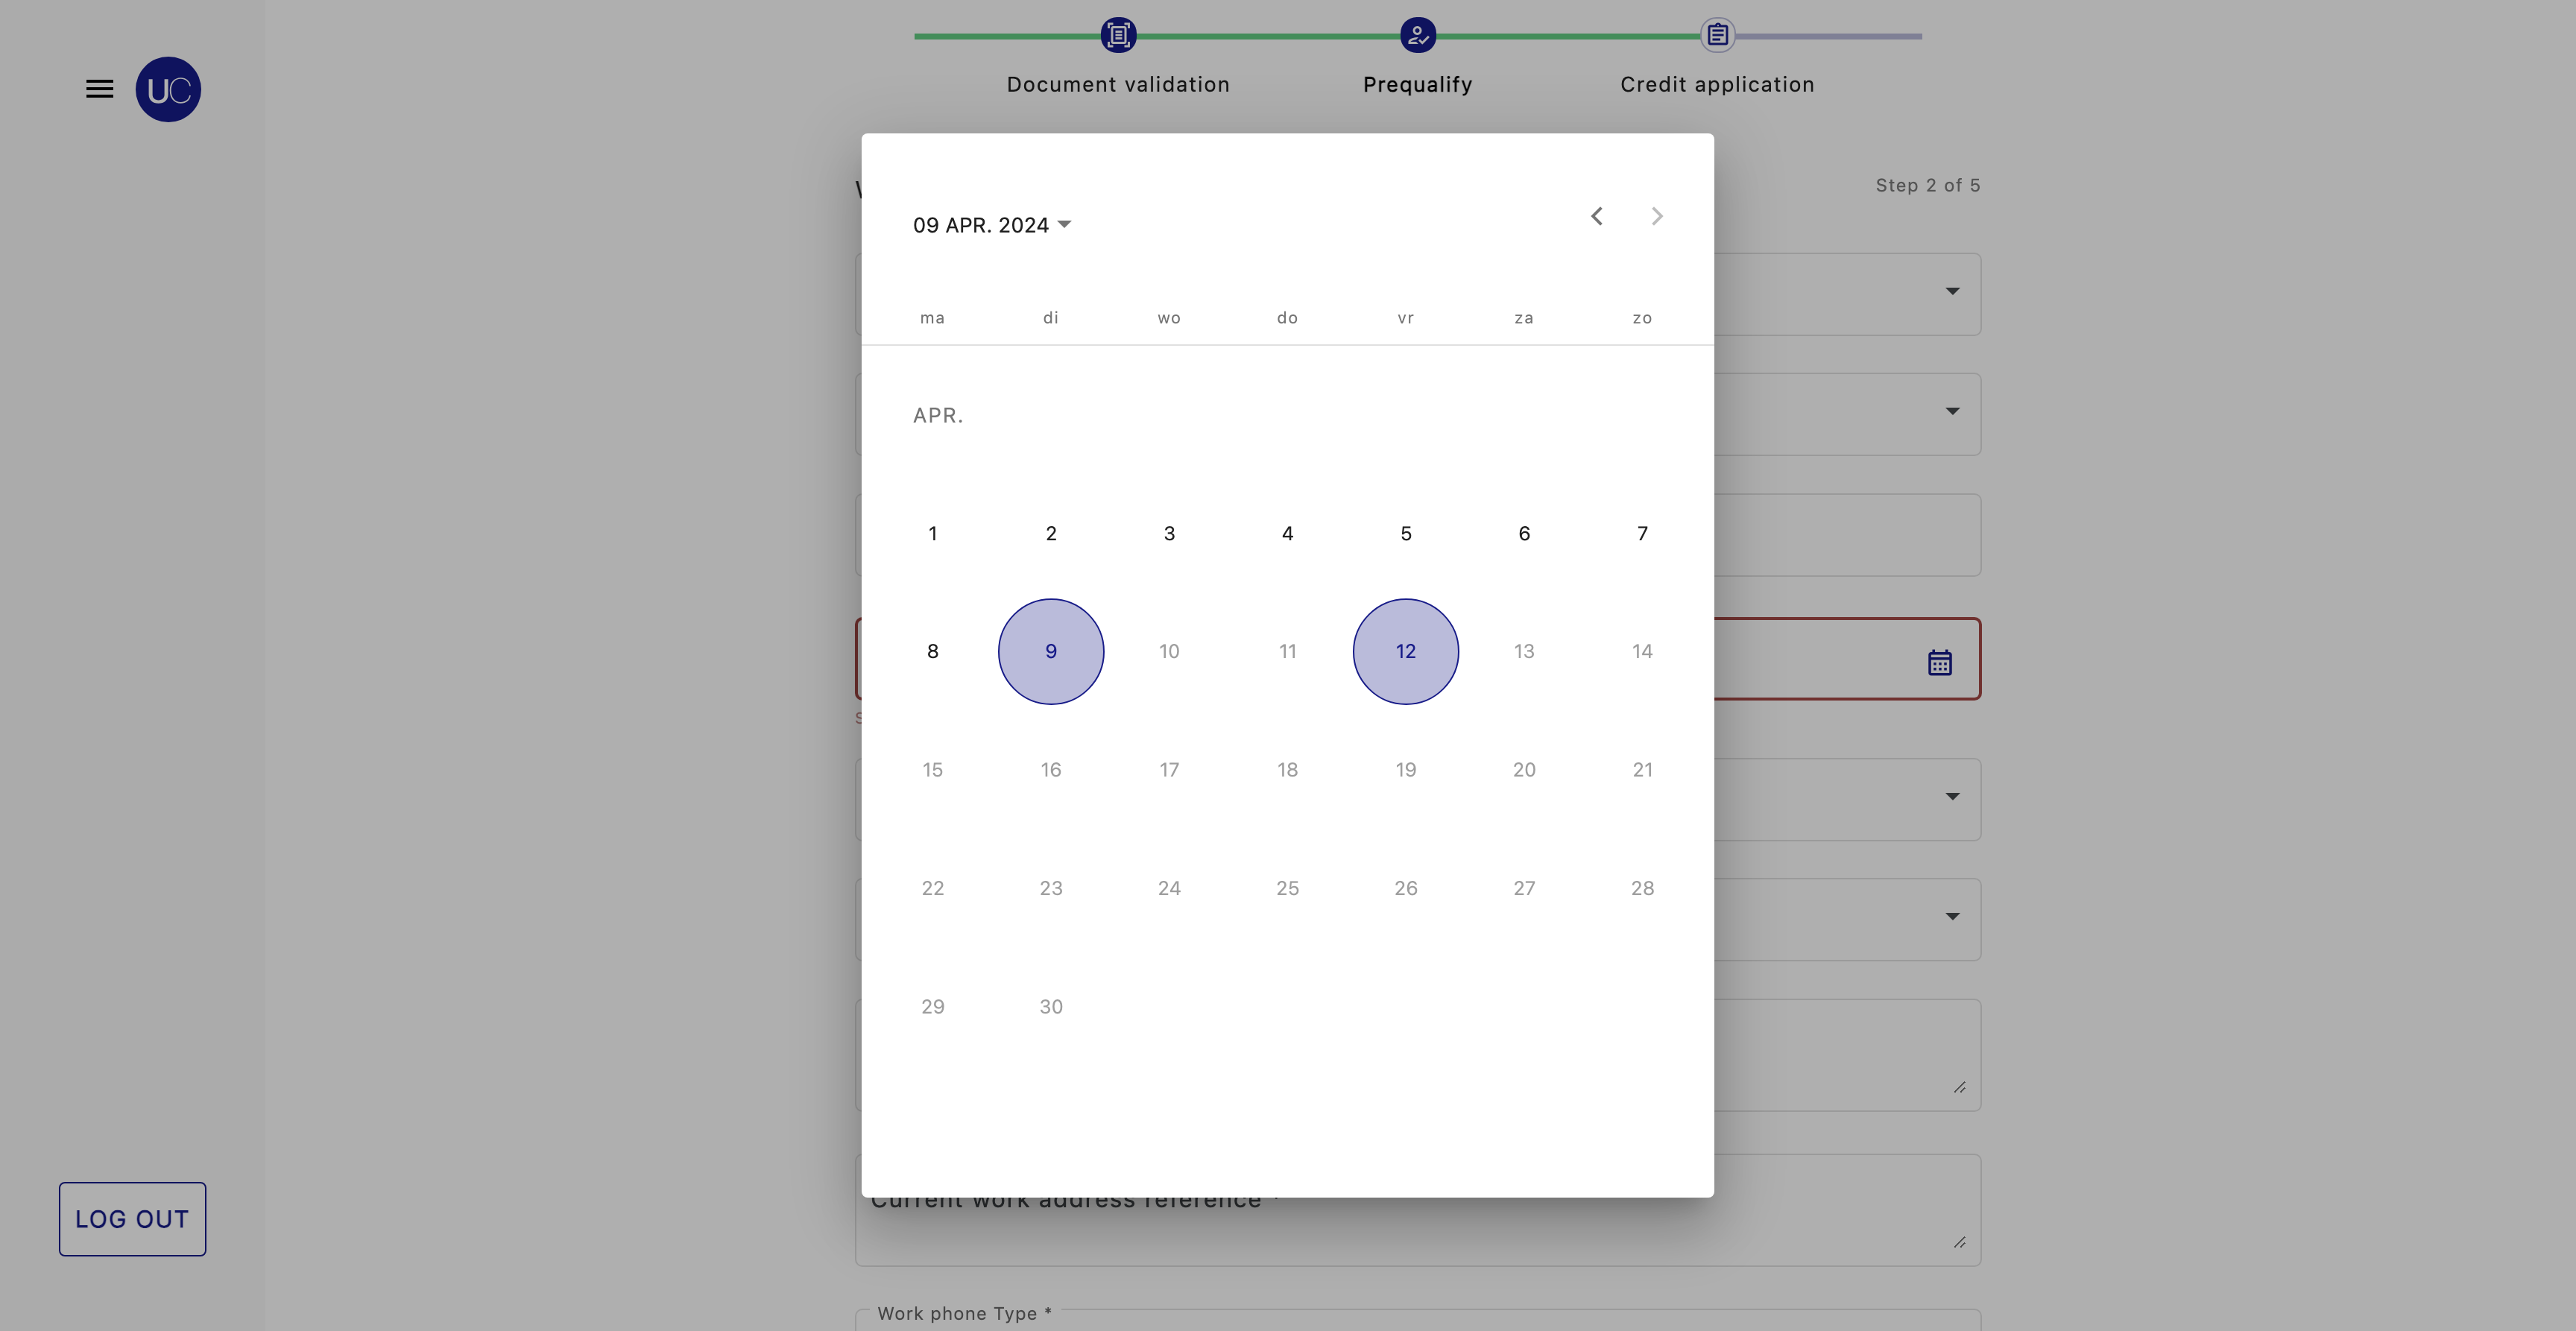 UC
Document validation
Prequalify
Credit application
Step 2 of 5
09 APR. 2024
ma di wo do vr za zo
APR.
1 2 3 4 5 6 7
8 9 10 11 12 13 14
15 16 17 18 19 20 21
22 23 24 25 26 27 28
29 30
Current work address reference *
LOG OUT
Work phone Type *